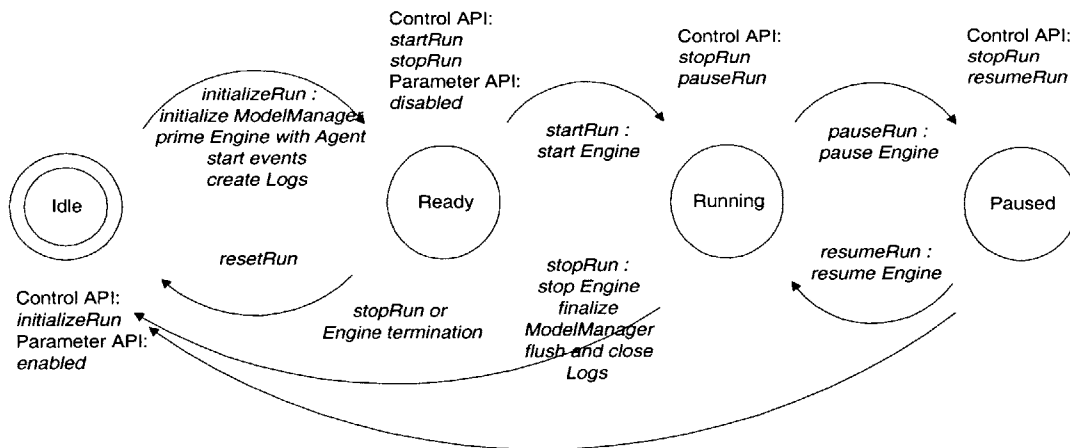 Control API:
startRun
stopRun
Parameter API:
disabled
Control API:
stopRun
pauseRun
Control API:
stopRun
resumeRun
initializeRun :
initialize ModelManager
prime Engine with Agent
start events
create Logs
startRun :
start Engine
pauseRun :
pause Engine
Idle
Ready
Running
Paused
resetRun
stopRun or
Engine termination
stopRun :
stop Engine
finalize
ModelManager
flush and close
Logs
resumeRun :
resume Engine
Control API:
initializeRun
Parameter API:
enabled